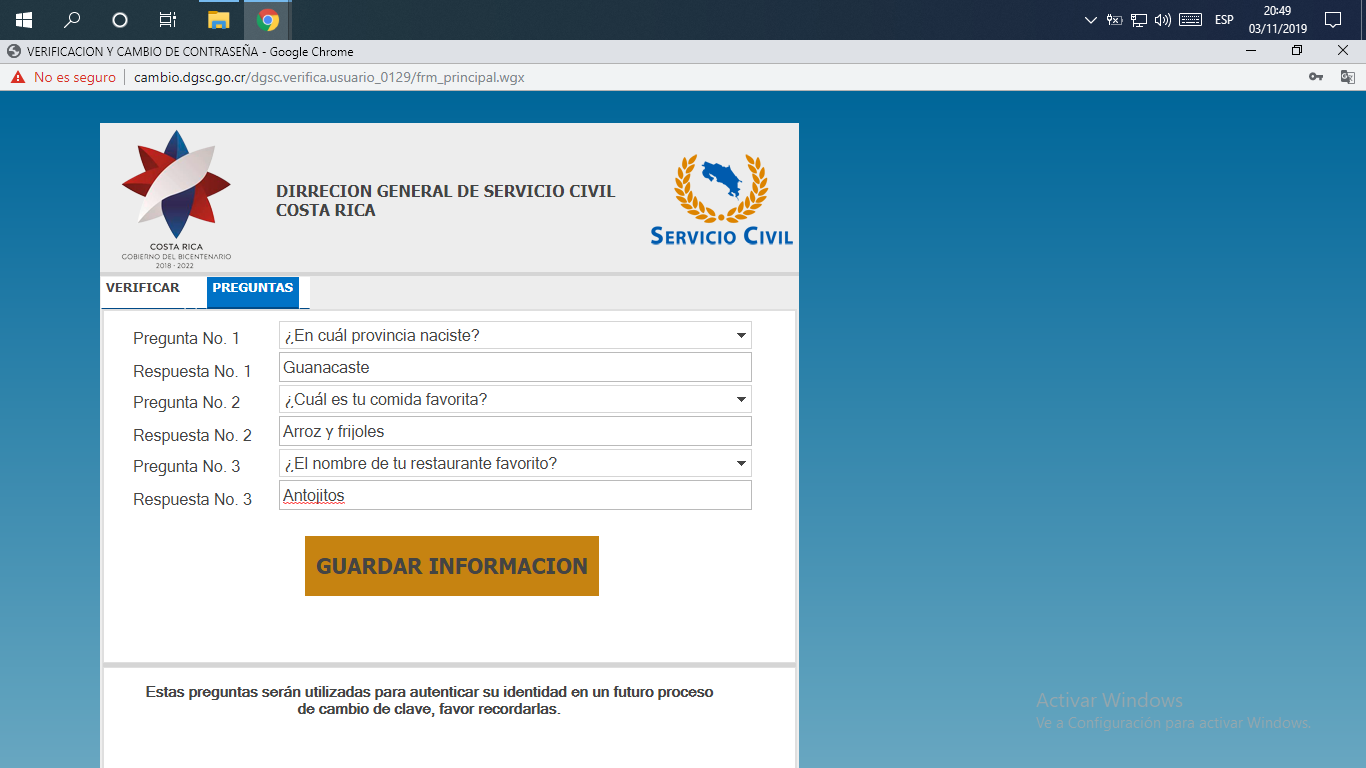 ESP
20:49
03/11/2019
VERIFICACION Y CAMBIO DE CONTRASEÑA - Google Chrome
No es seguro | cambio.dgsc.go.cr/dgsc.verifica.usuario_0129/frm_principal.wgx
DIRRECION GENERAL DE SERVICIO CIVIL
COSTA RICA
COSTA RICA
GOBIERNO DEL BICENTENARIO
2018 - 2022
SERVICIO CIVIL
VERIFICAR PREGUNTAS
Pregunta No. 1 ¿En cuál provincia naciste?
Respuesta No. 1 Guanacaste
Pregunta No. 2 ¿Cuál es tu comida favorita?
Respuesta No. 2 Arroz y frijoles
Pregunta No. 3 ¿El nombre de tu restaurante favorito?
Respuesta No. 3 Antojitos
GUARDAR INFORMACION
Estas preguntas serán utilizadas para autenticar su identidad en un futuro proceso
de cambio de clave, favor recordarlas.
Activar Windows
Ve a Configuración para activar Windows.